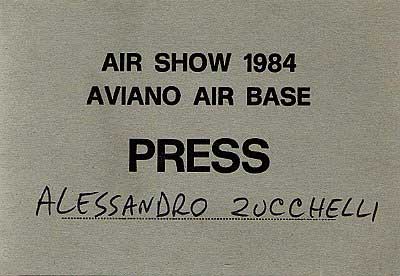 AIR SHOW 1984
AVIANO AIR BASE
PRESS
ALESSANDRO ZUCCHELLI